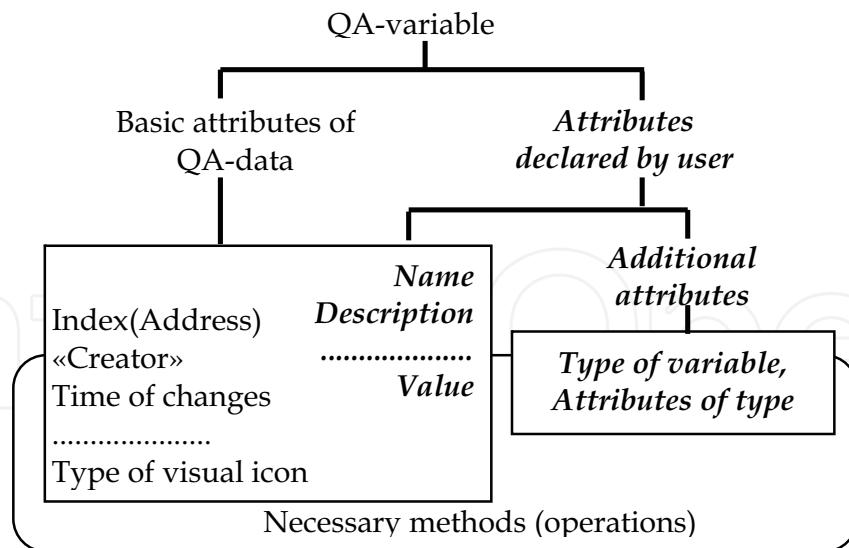 QA-variable
Basic attributes of
QA-data
Attributes
declared by user
Name
Description
.....................
Value
Index(Address)
«Creator»
Time of changes
.....................
Type of visual icon
Additional
attributes
Type of variable,
Attributes of type
Necessary methods (operations)